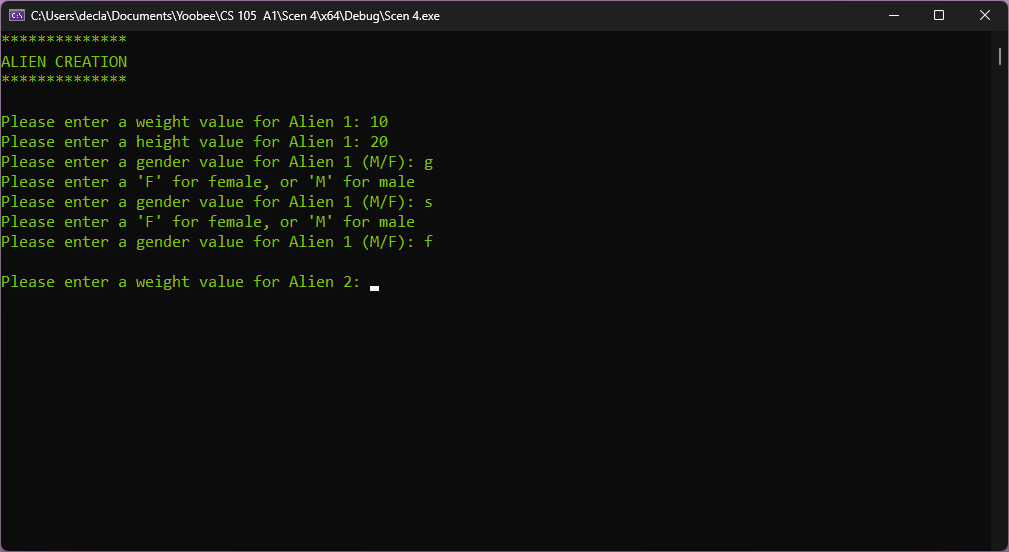 C:\Users\decla\Documents\Yoobee\CS 105  A1\Scen 4\x64\Debug\Scen 4.exe
**************
ALIEN CREATION
**************
Please enter a weight value for Alien 1: 10
Please enter a height value for Alien 1: 20
Please enter a gender value for Alien 1 (M/F): g
Please enter a 'F' for female, or 'M' for male
Please enter a gender value for Alien 1 (M/F): s
Please enter a 'F' for female, or 'M' for male
Please enter a gender value for Alien 1 (M/F): f
Please enter a weight value for Alien 2: